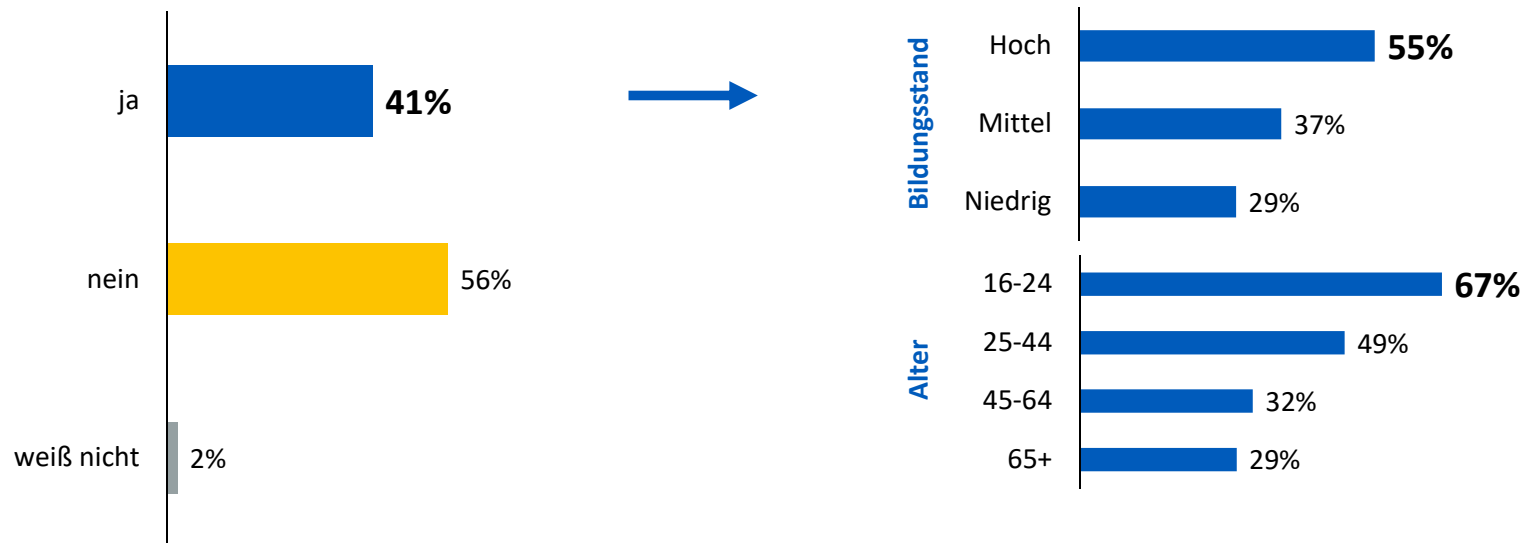 ja
41%
nein
56%
weiß nicht
2%
Bildungsstand
Hoch
55%
Mittel
37%
Niedrig
29%
Alter
16-24
67%
25-44
49%
45-64
32%
65+
29%